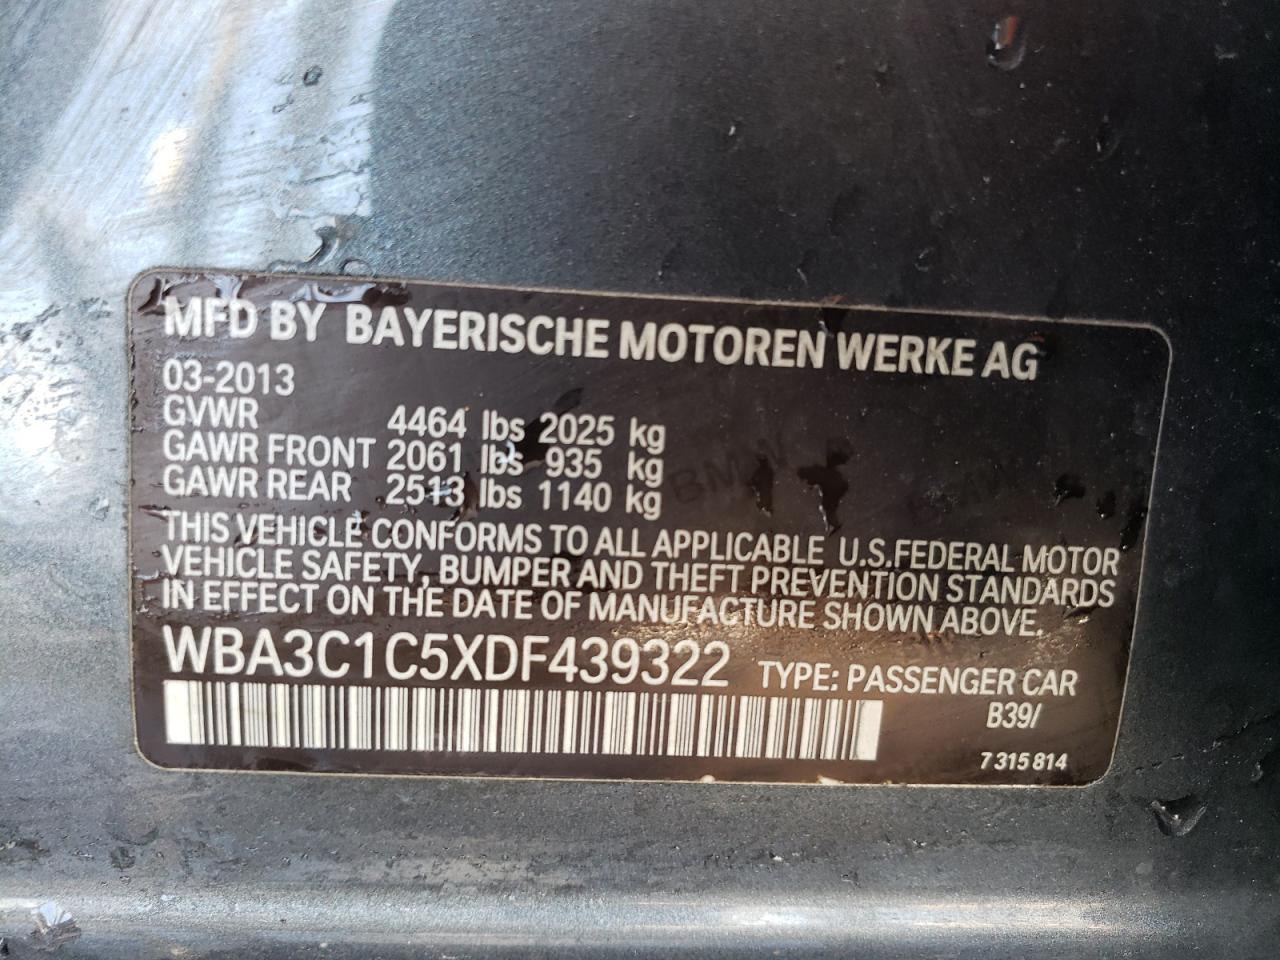 MFD BY BAYERISCHE MOTOREN WERKE AG
03-2013
GVWR 4464 lbs 2025 kg
GAWR FRONT 2061 lbs 935 kg
GAWR REAR 2513 lbs 1140 kg
THIS VEHICLE CONFORMS TO ALL APPLICABLE U.S.FEDERAL MOTOR
VEHICLE SAFETY, BUMPER AND THEFT PREVENTION STANDARDS
IN EFFECT ON THE DATE OF MANUFACTURE SHOWN ABOVE.
WBA3C1C5XDF439322 TYPE: PASSENGER CAR
B39/
7 315 814